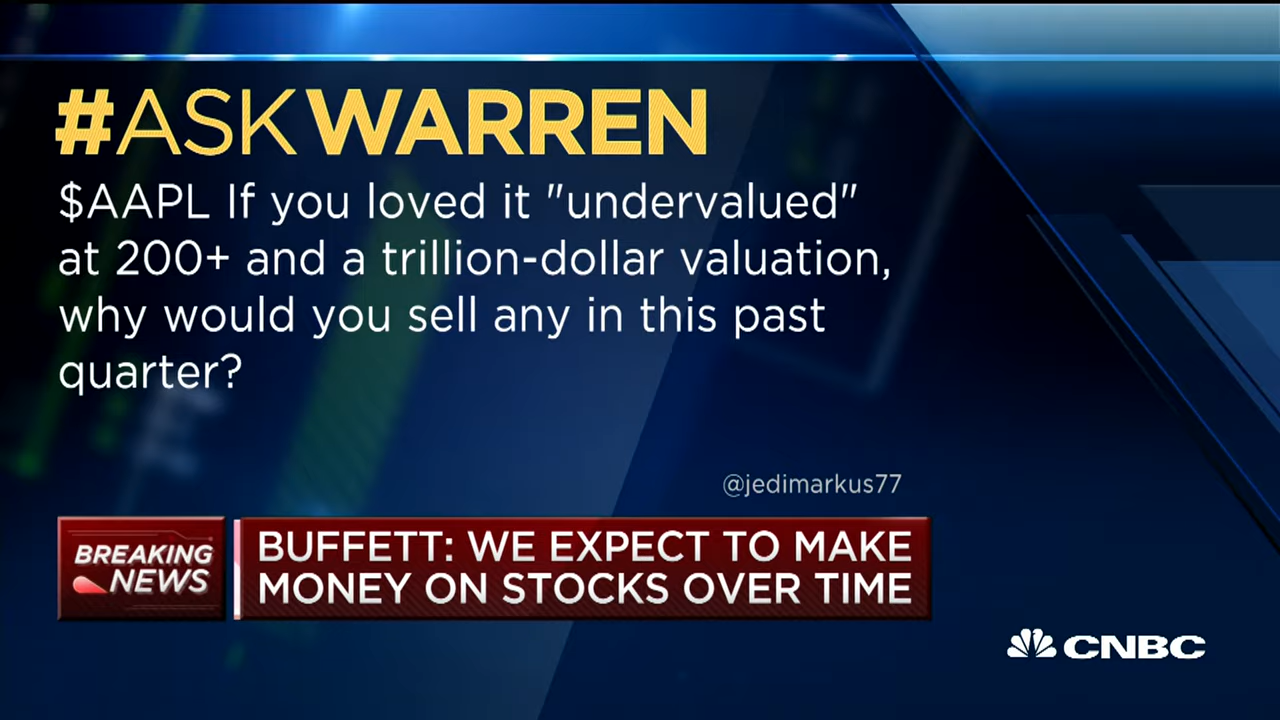 #ASKWARREN
$AAPL If you loved it "undervalued"
at 200+ and a trillion-dollar valuation,
why would you sell any in this past
quarter?
@jedimarkus77
BREAKING
NEWS
BUFFETT: WE EXPECT TO MAKE
MONEY ON STOCKS OVER TIME
CNBC